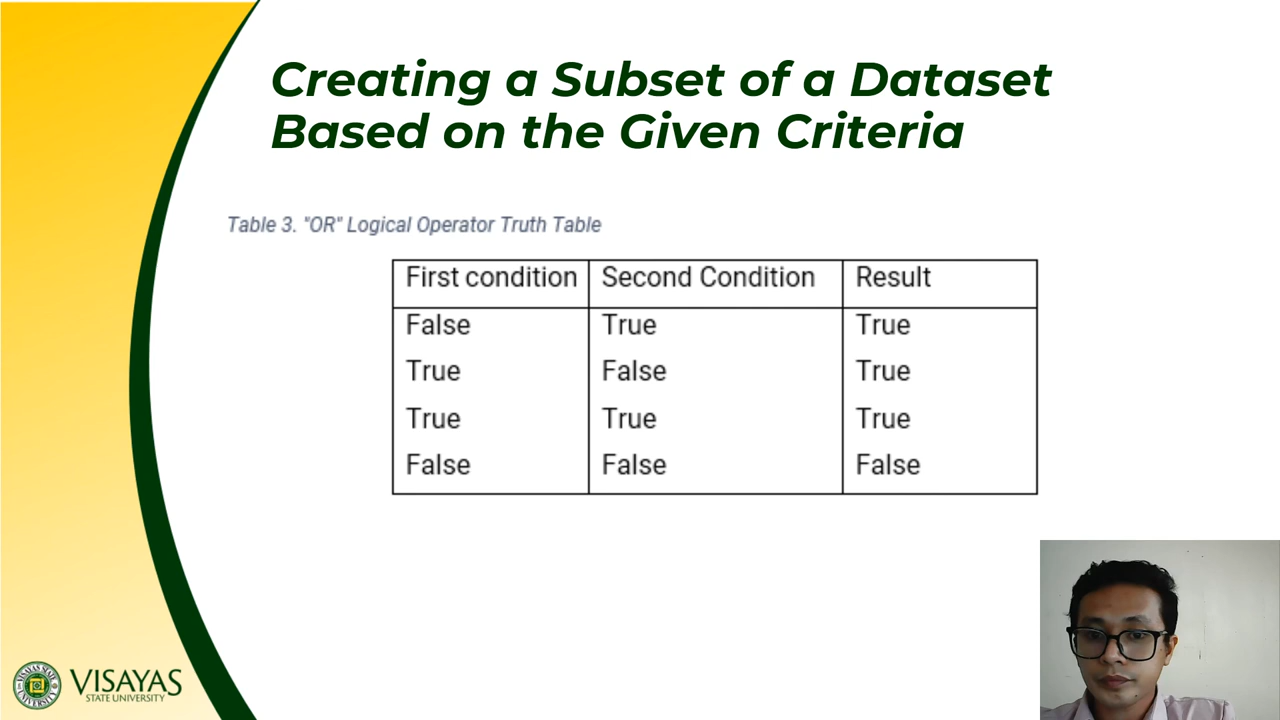 Creating a Subset of a Dataset
Based on the Given Criteria
Table 3. "OR" Logical Operator Truth Table
First condition Second Condition Result
False True True
True False True
True True True
False False False
VISAYAS
STATE UNIVERSITY